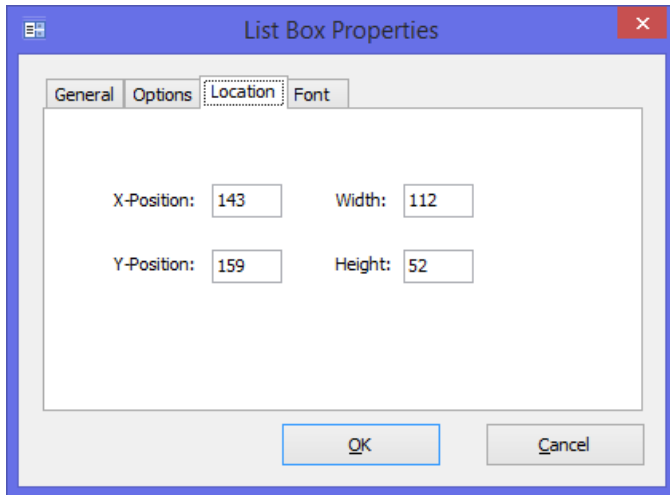 List Box Properties
General Options Location Font
X-Position: 143 Width: 112
Y-Position: 159 Height: 52
OK Cancel